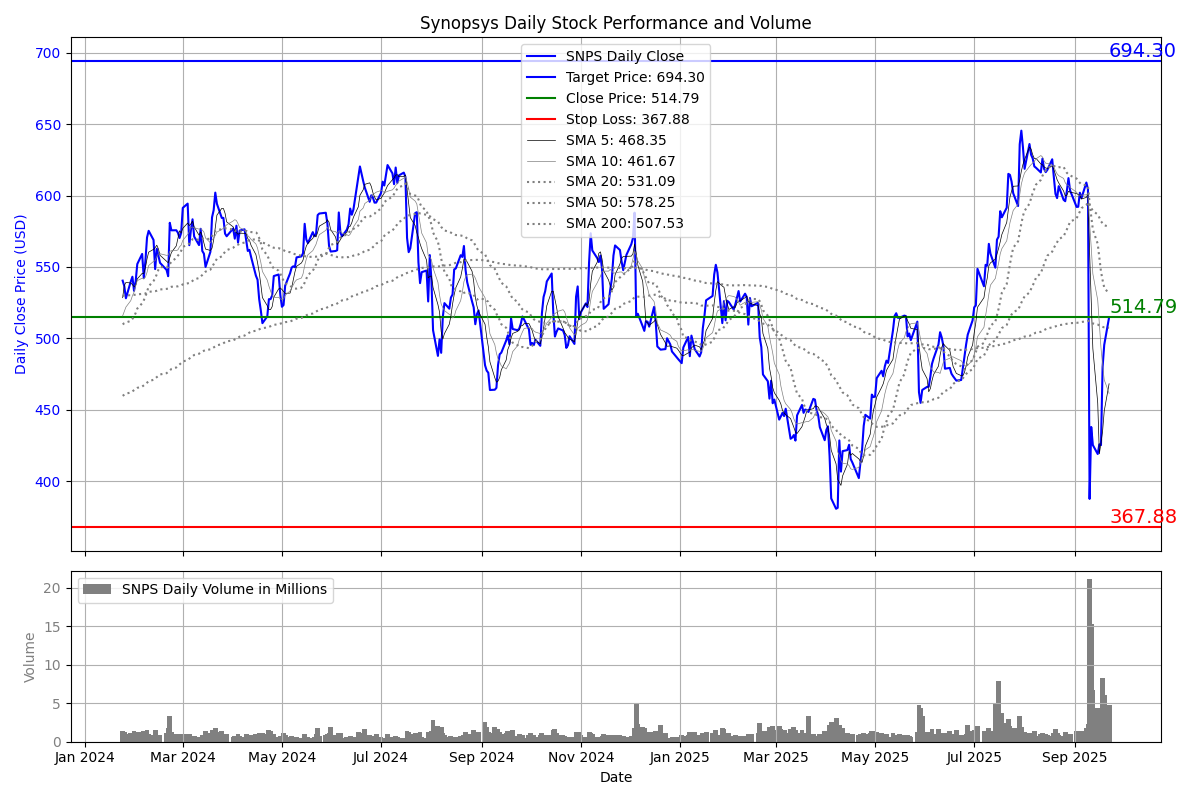 Synopsys Daily Stock Performance and Volume
700
650
600
550
500
450
400
Daily Close Price (USD)
694.30
514.79
367.88
SNPS Daily Close
Target Price: 694.30
Close Price: 514.79
Stop Loss: 367.88
SMA 5: 468.35
SMA 10: 461.67
SMA 20: 531.09
SMA 50: 578.25
SMA 200: 507.53
20
15
10
5
0
Volume
SNPS Daily Volume in Millions
Jan 2024 Mar 2024 May 2024 Jul 2024 Sep 2024 Nov 2024 Jan 2025 Mar 2025 May 2025 Jul 2025 Sep 2025
Date